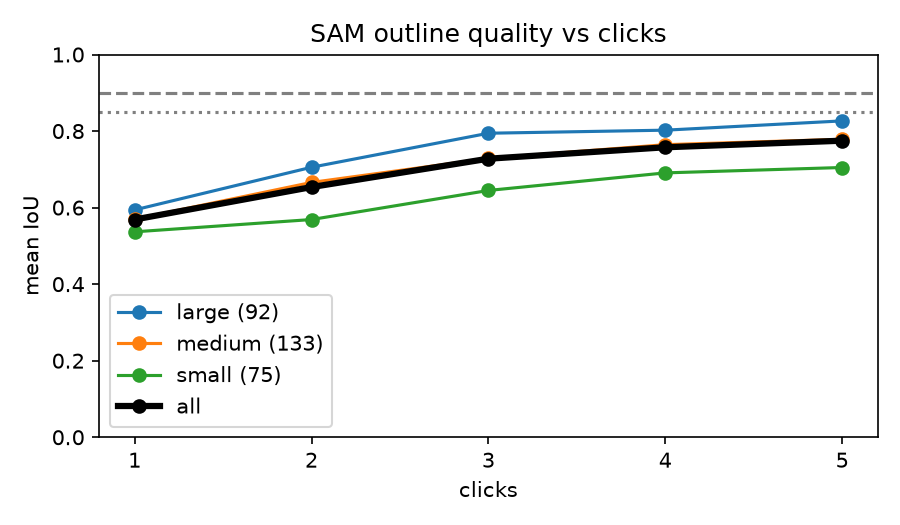 SAM outline quality vs clicks
1.0
0.8
0.6
0.4
0.2
0.0
mean IoU
large (92)
medium (133)
small (75)
all
1 2 3 4 5
clicks